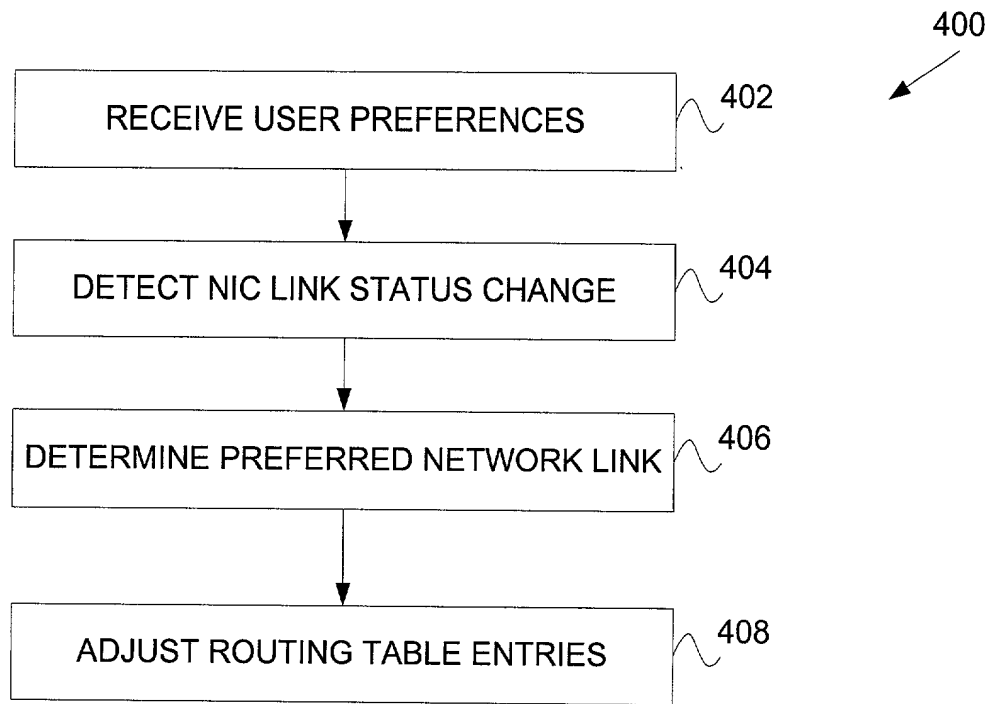 400
RECEIVE USER PREFERENCES
402
DETECT NIC LINK STATUS CHANGE
404
DETERMINE PREFERRED NETWORK LINK
406
ADJUST ROUTING TABLE ENTRIES
408